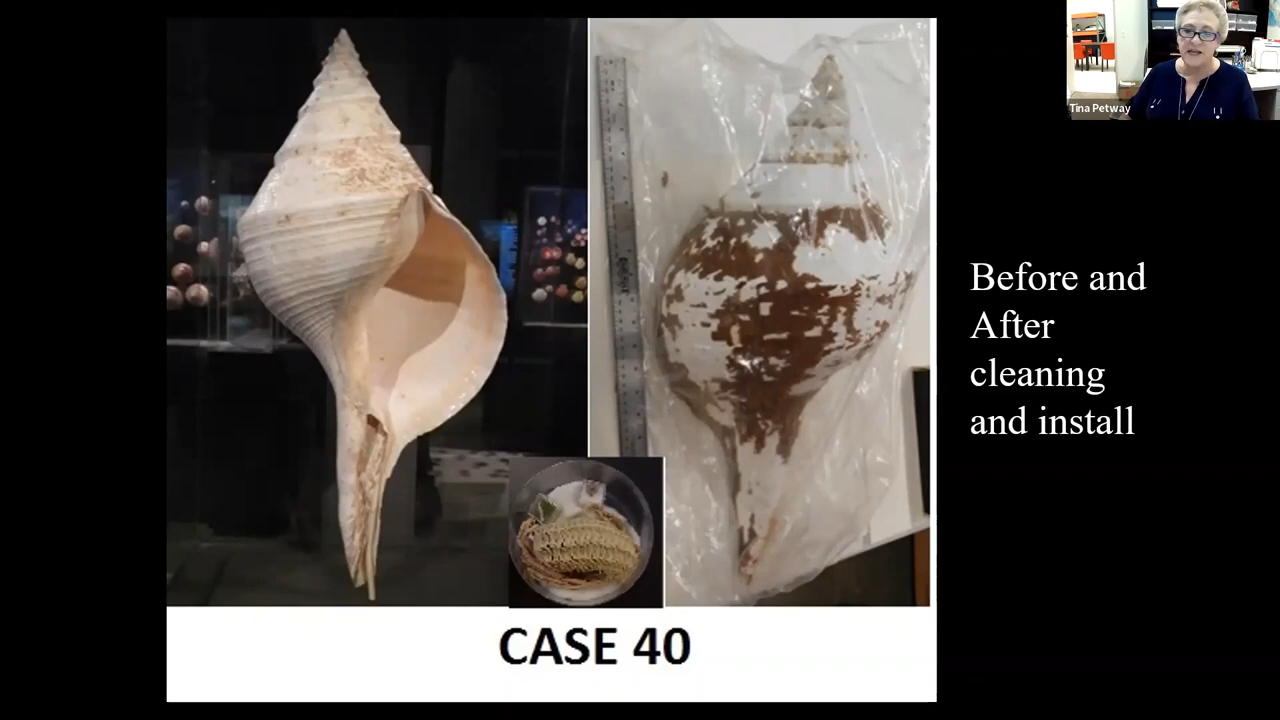 Tina Petway
Before and
After
cleaning
and install
CASE 40